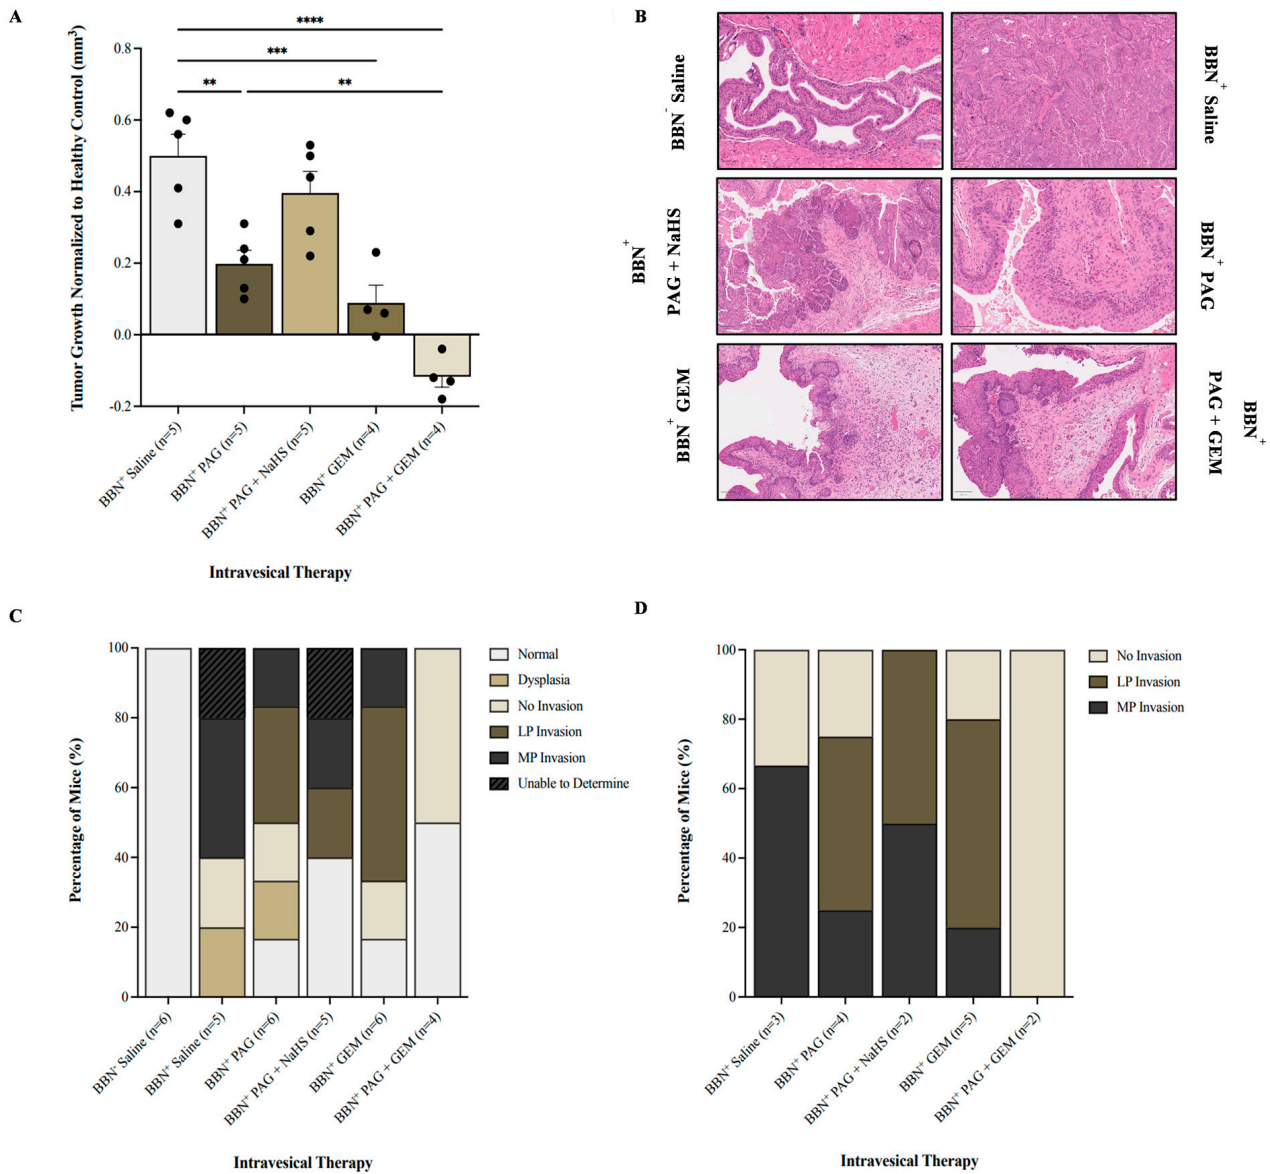 A
Tumor Growth Normalized to Healthy Control (mm³)
0.8
0.6
0.4
0.2
0.0
-0.2
****
***
**
**
BBN⁺ Saline (n=5)
BBN⁺ PAG (n=5)
BBN⁺ PAG + NaHS (n=5)
BBN⁺ GEM (n=4)
BBN⁺ PAG + GEM (n=4)
Intravesical Therapy
B
BBN⁻ Saline
BBN⁺ Saline
BBN⁺
PAG + NaHS
BBN⁺ PAG
BBN⁺ GEM
BBN⁺
PAG + GEM
C
Percentage of Mice (%)
100
80
60
40
20
0
Normal
Dysplasia
No Invasion
LP Invasion
MP Invasion
Unable to Determine
BBN⁻ Saline (n=6)
BBN⁺ Saline (n=5)
BBN⁺ PAG (n=6)
BBN⁺ PAG + NaHS (n=5)
BBN⁺ GEM (n=6)
BBN⁺ PAG + GEM (n=4)
Intravesical Therapy
D
Percentage of Mice (%)
100
80
60
40
20
0
No Invasion
LP Invasion
MP Invasion
BBN⁺ Saline (n=3)
BBN⁺ PAG (n=4)
BBN⁺ PAG + NaHS (n=2)
BBN⁺ GEM (n=5)
BBN⁺ PAG + GEM (n=2)
Intravesical Therapy